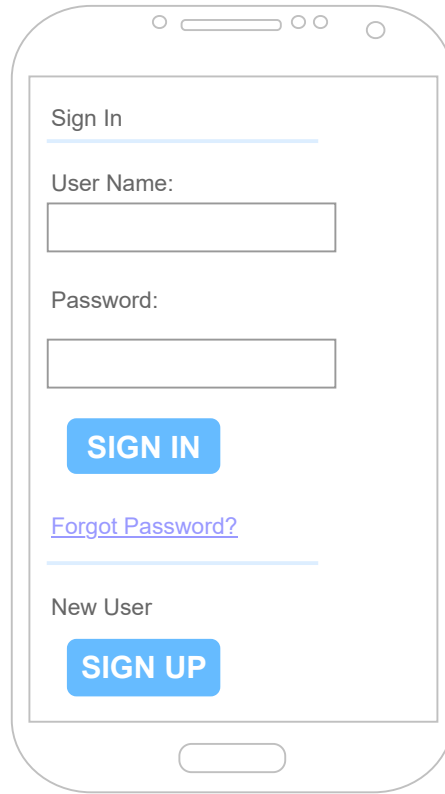 Sign In
User Name:
Password:
SIGN IN
Forgot Password?
New User
SIGN UP